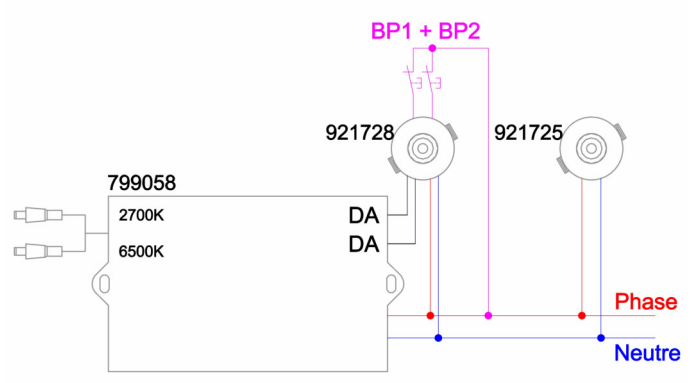 BP1 + BP2
921728
921725
799058
2700K
DA
6500K
DA
Phase
Neutre